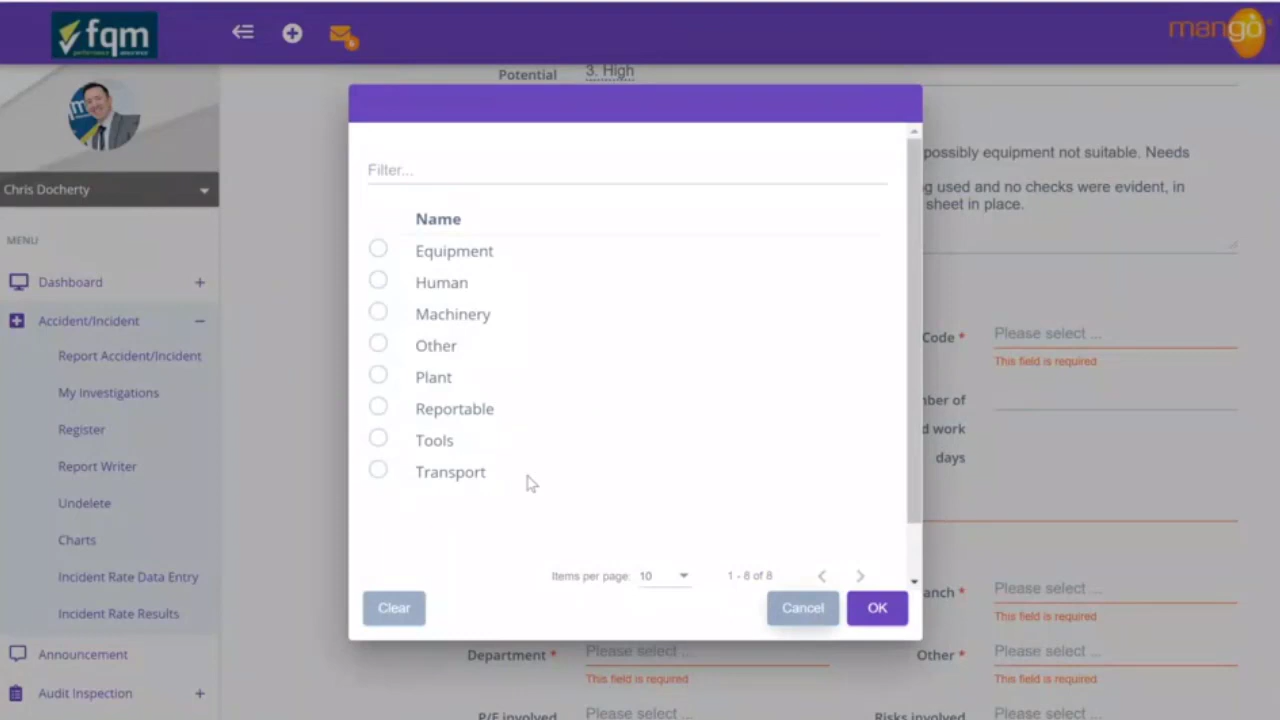 fqm
performance assurance
mango
Chris Docherty
MENU
Dashboard
Accident/Incident
Report Accident/Incident
My Investigations
Register
Report Writer
Undelete
Charts
Incident Rate Data Entry
Incident Rate Results
Announcement
Audit Inspection
Potential
3. High
possibly equipment not suitable. Needs
g used and no checks were evident, in
sheet in place.
Filter...
Name
Equipment
Human
Machinery
Other
Plant
Reportable
Tools
Transport
Items per page: 10
1 - 8 of 8
Clear
Cancel
OK
Code *
Please select ...
This field is required
nber of
d work
days
anch *
Please select ...
This field is required
Department *
Please select ...
This field is required
Other *
Please select ...
This field is required
P/E involved
Please select ...
Risks involved
Please select ...